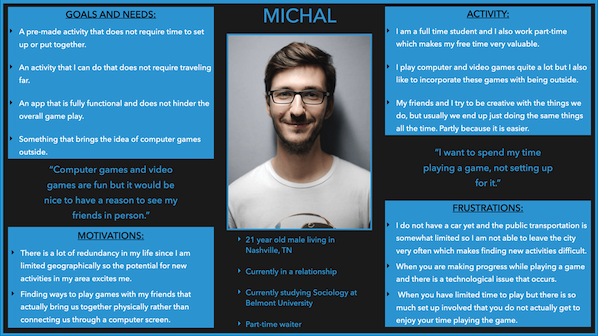 GOALS AND NEEDS:
A pre-made activity that does not require time to set
up or put together.
An activity that I can do that does not require traveling
far.
An app that is fully functional and does not hinder the
overall game play.
Something that brings the idea of computer games
outside.
“Computer games and video
games are fun but it would be
nice to have a reason to see my
friends in person.”
MOTIVATIONS:
There is a lot of redundancy in my life since I am
limited geographically so the potential for new
activities in my area excites me.
Finding ways to play games with my friends that
actually bring us together physically rather than
connecting us through a computer screen.
MICHAL
21 year old male living in
Nashville, TN
Currently in a relationship
Currently studying Sociology at
Belmont University
Part-time waiter
ACTIVITY:
I am a full time student and I also work part-time
which makes my free time very valuable.
I play computer and video games quite a lot but I also
like to incorporate these games with being outside.
My friends and I try to be creative with the things we
do, but usually we end up just doing the same things
all the time. Partly because it is easier.
“I want to spend my time
playing a game, not setting up
for it.”
FRUSTRATIONS:
I do not have a car yet and the public transportation is
somewhat limited so I am not able to leave the city
very often which makes finding new activities difficult.
When you are making progress while playing a game
and there is a technological issue that occurs.
When you have limited time to play but there is so
much set up involved that you do not actually get to
enjoy your time playing the game.